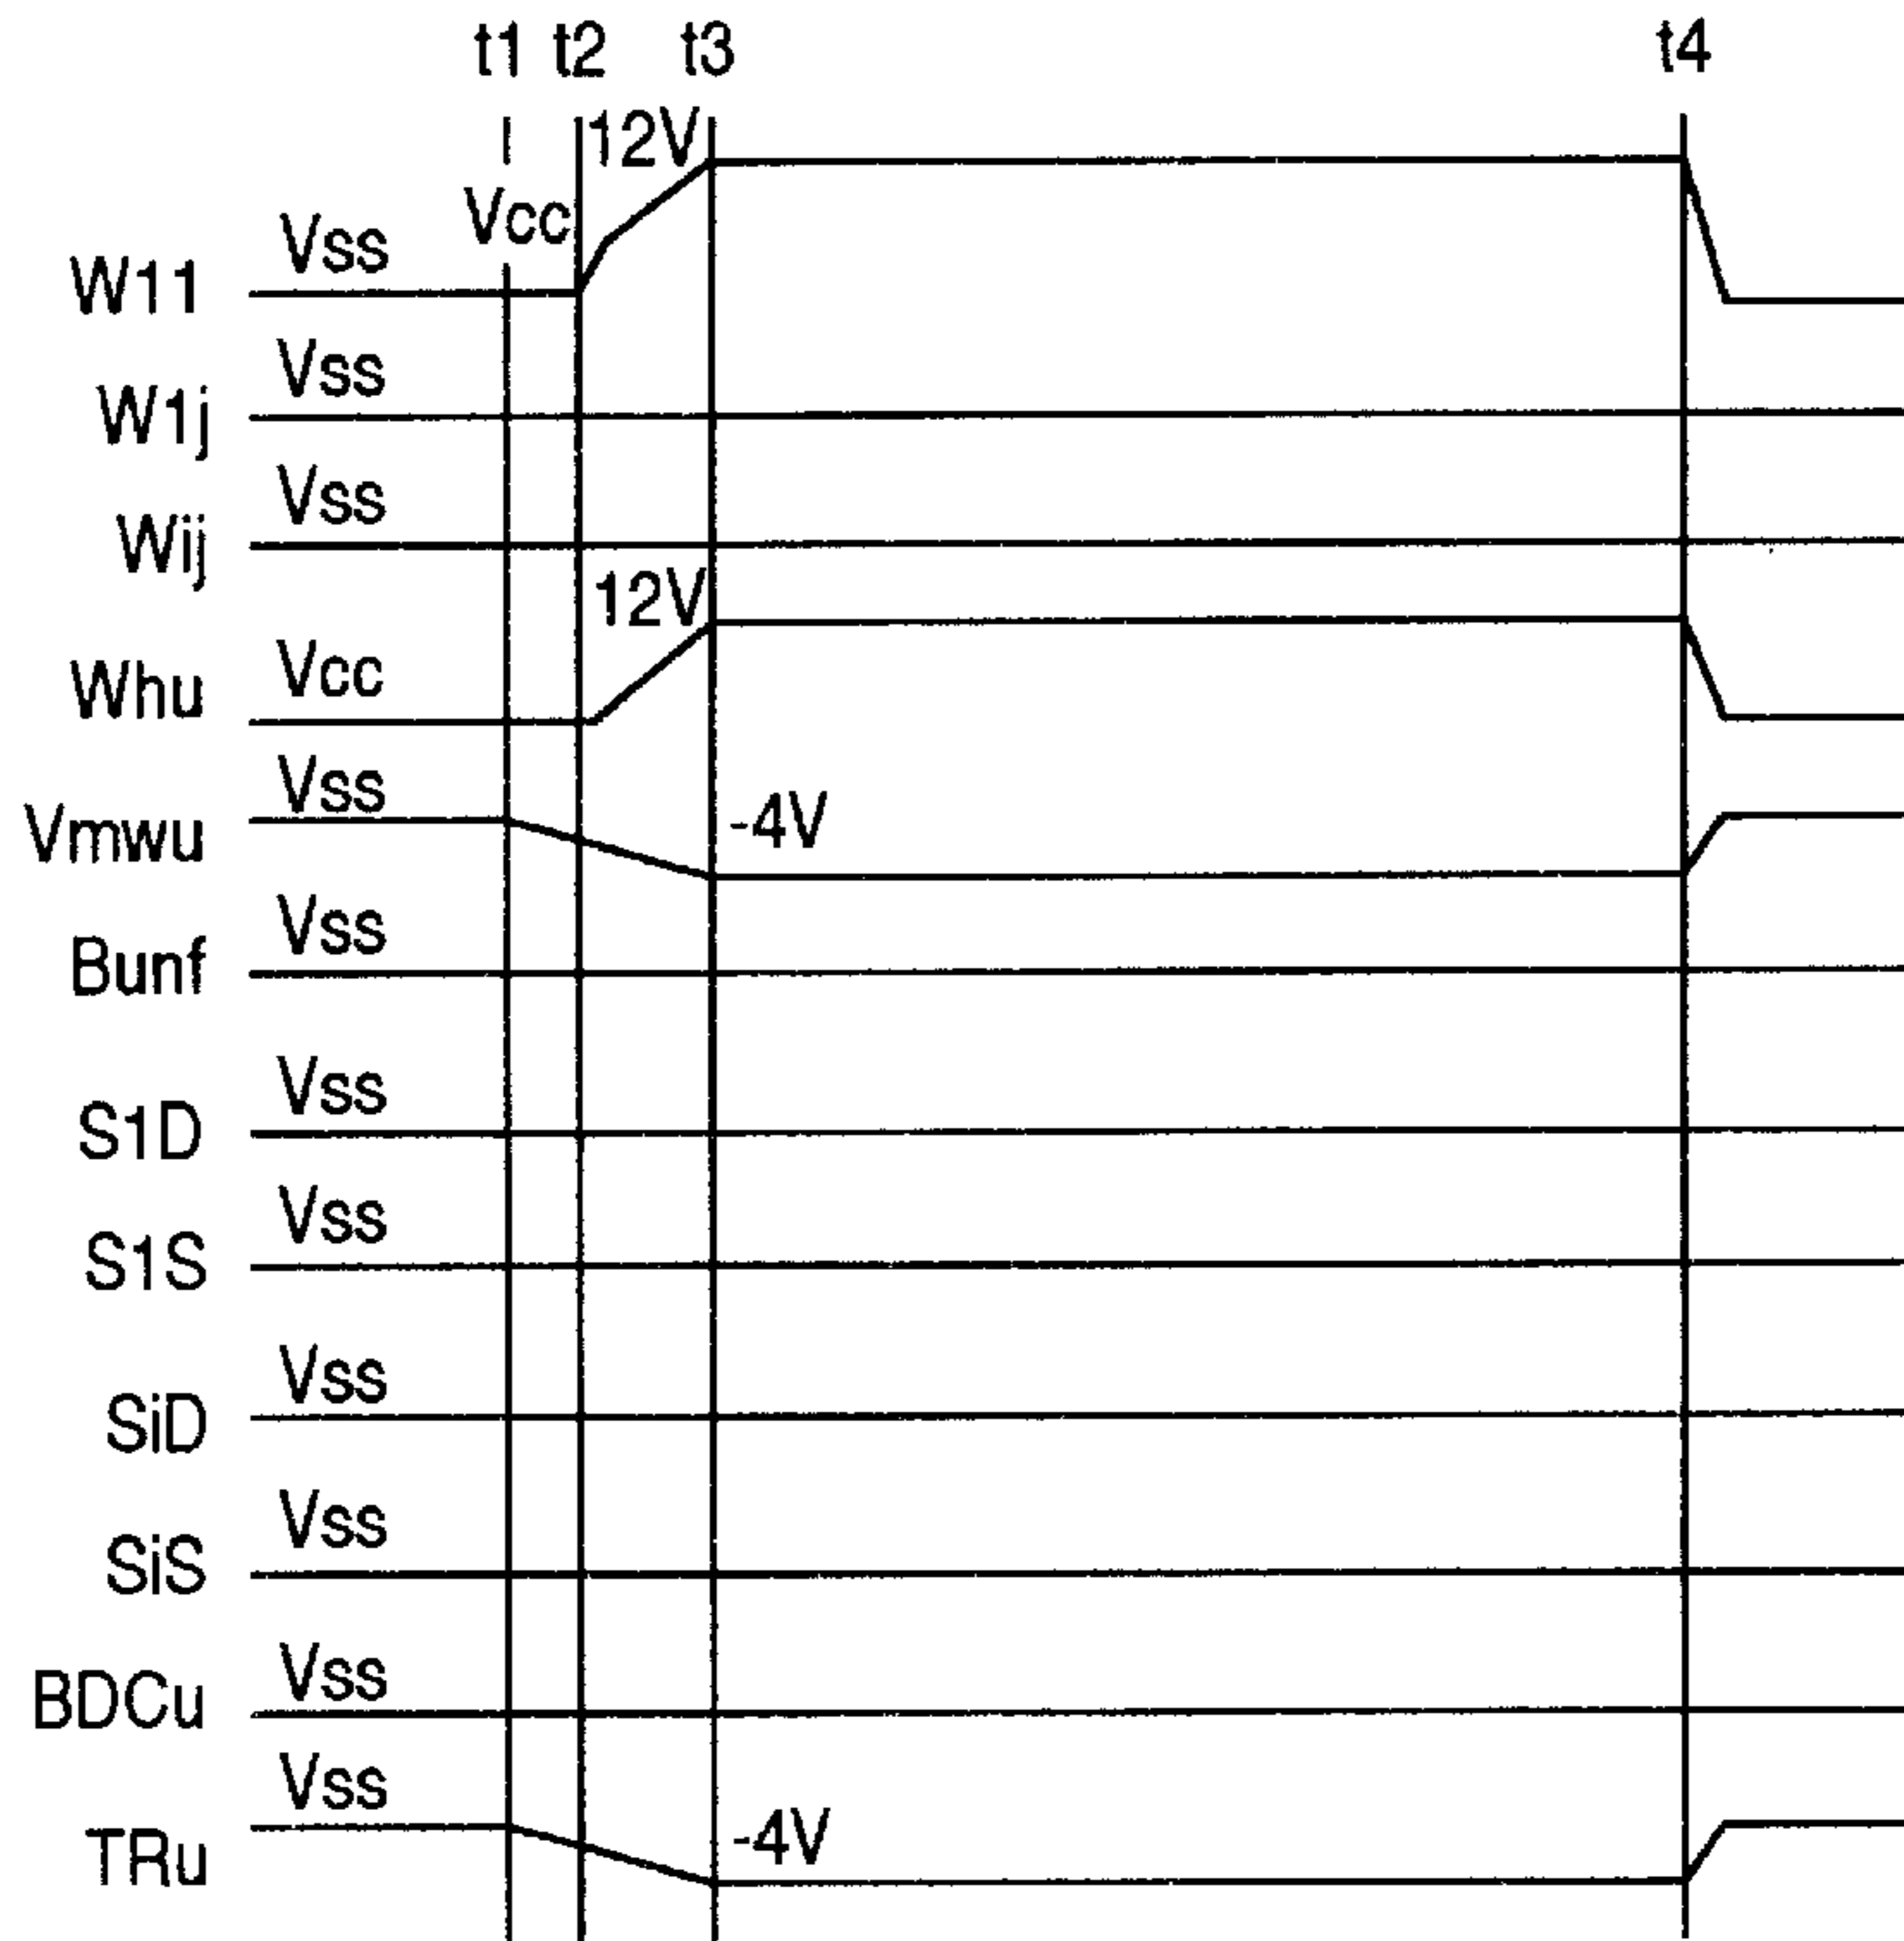 t1 t2 t3 t4
12V
Vcc
W11 Vss
W1j Vss
Wij Vss
12V
Whu Vcc
Vmwu Vss -4V
Bunf Vss
S1D Vss
S1S Vss
SiD Vss
SiS Vss
BDCu Vss
TRu Vss -4V